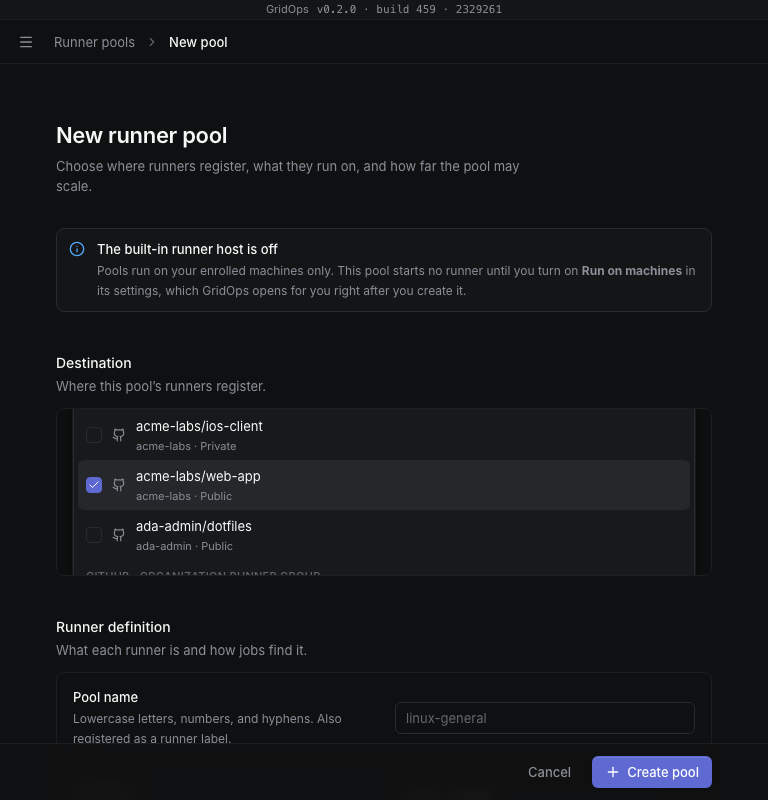 GridOps v0.2.0 · build 459 · 2329261
Runner pools > New pool
New runner pool
Choose where runners register, what they run on, and how far the pool may
scale.
The built-in runner host is off
Pools run on your enrolled machines only. This pool starts no runner until you turn on Run on machines in
its settings, which GridOps opens for you right after you create it.
Destination
Where this pool’s runners register.
acme-labs/ios-client
acme-labs · Private
acme-labs/web-app
acme-labs · Public
ada-admin/dotfiles
ada-admin · Public
GITHUB · ORGANIZATION RUNNER GROUP
Runner definition
What each runner is and how jobs find it.
Pool name
Lowercase letters, numbers, and hyphens. Also
registered as a runner label.
linux-general
Cancel
Create pool